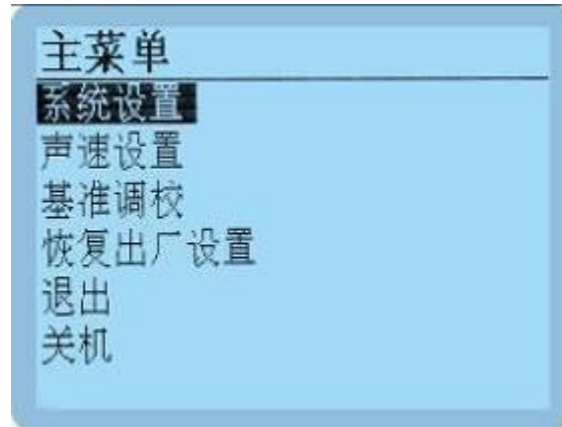 主菜单
系统设置
声速设置
基准调校
恢复出厂设置
退出
关机